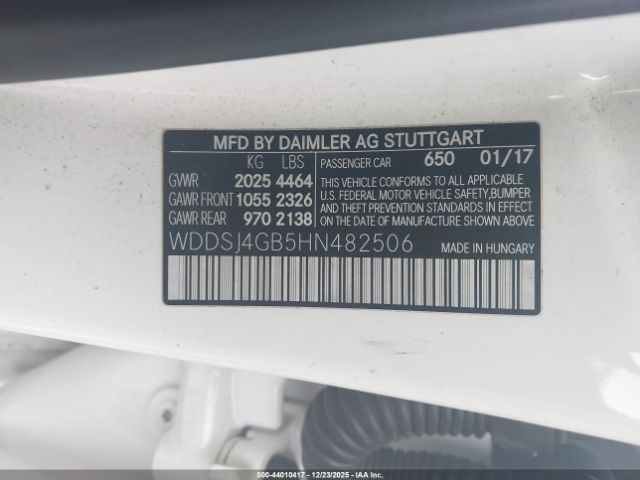 MFD BY DAIMLER AG STUTTGART
KG LBS
GVWR 2025 4464
GAWR FRONT 1055 2326
GAWR REAR 970 2138
PASSENGER CAR 650 01/17
THIS VEHICLE CONFORMS TO ALL APPLICABLE
U.S. FEDERAL MOTOR VEHICLE SAFETY,BUMPER
AND THEFT PREVENTION STANDARDS IN EFFECT
ON THE DATE OF MANUFACTURE SHOWN ABOVE.
WDDSJ4GB5HN482506 MADE IN HUNGARY
000-44010417 - 12/23/2025 - IAAI.COM